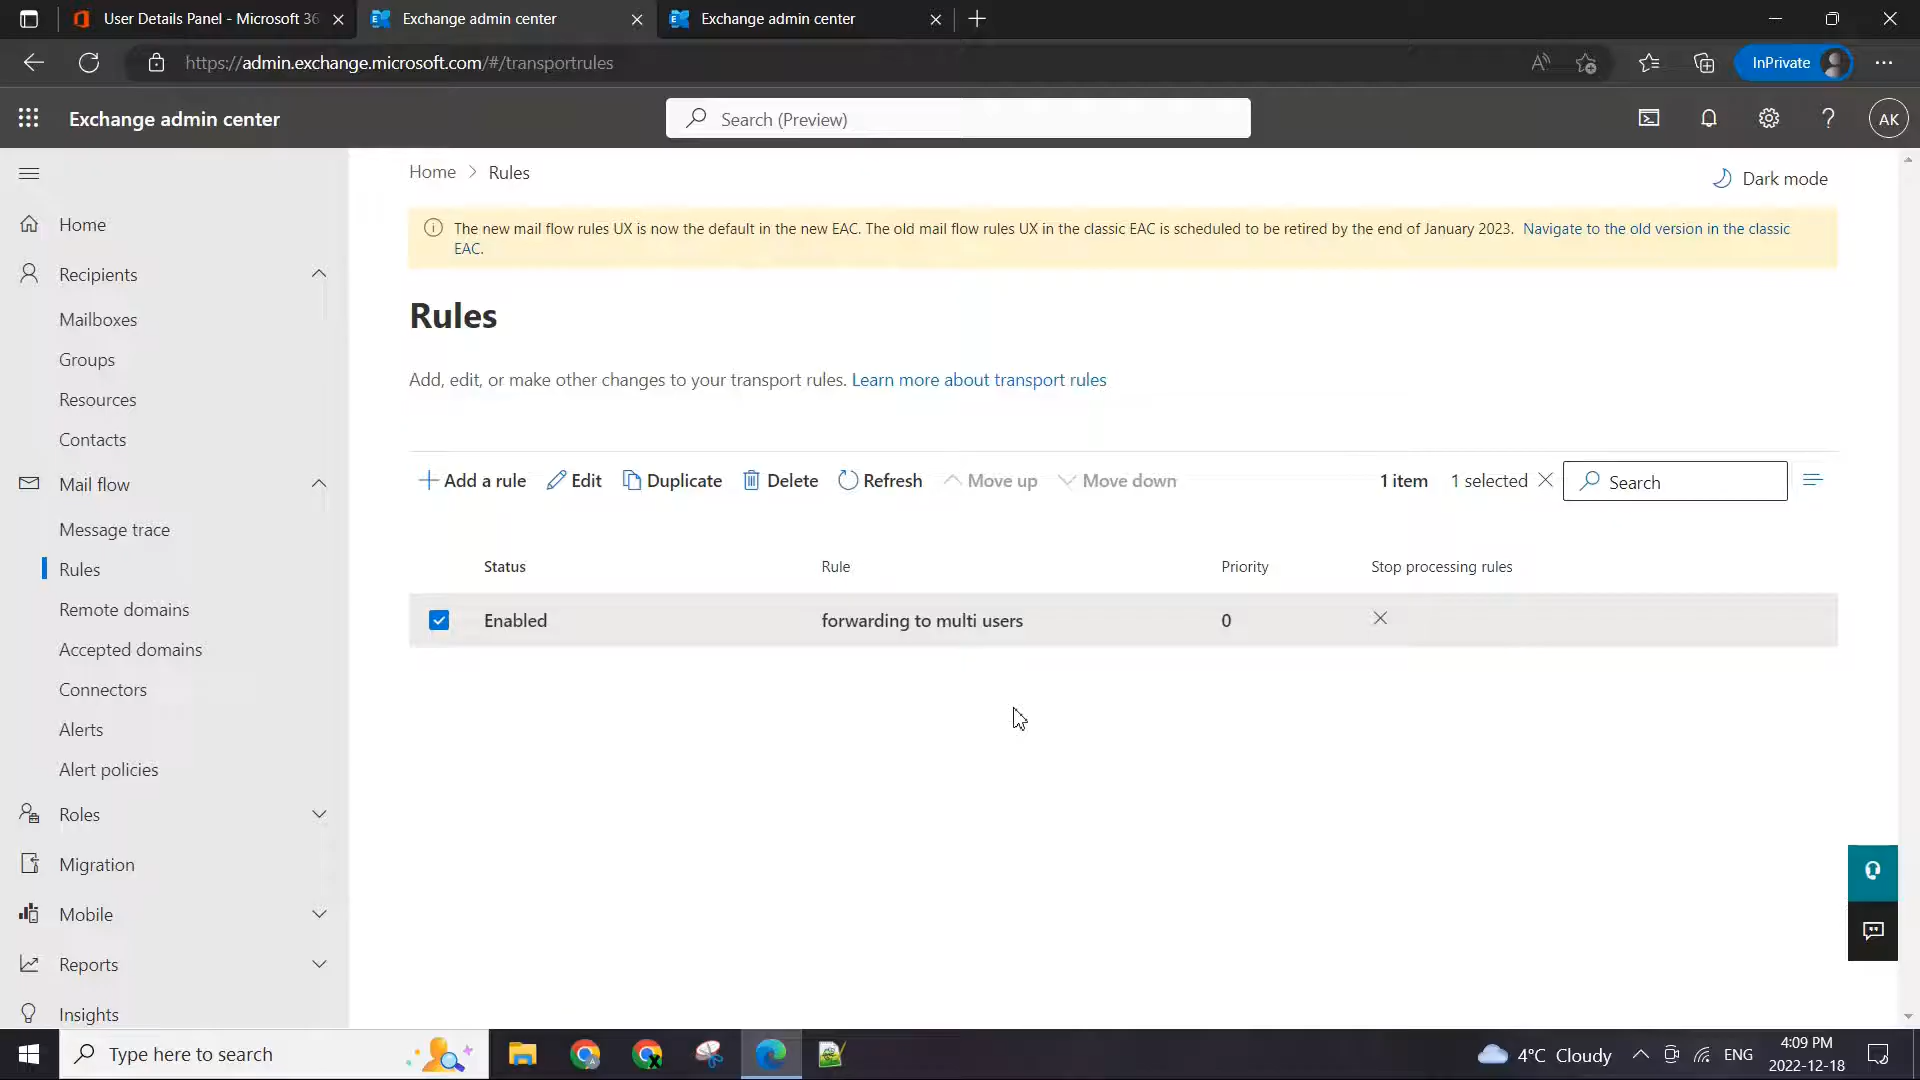 User Details Panel - Microsoft 36
Exchange admin center
Exchange admin center
https://admin.exchange.microsoft.com/#/transportrules
InPrivate
Exchange admin center
Search (Preview)
AK
Home > Rules
Dark mode
The new mail flow rules UX is now the default in the new EAC. The old mail flow rules UX in the classic EAC is scheduled to be retired by the end of January 2023. Navigate to the old version in the classic
EAC.
Rules
Add, edit, or make other changes to your transport rules. Learn more about transport rules
Add a rule
Edit
Duplicate
Delete
Refresh
Move up
Move down
1 item
1 selected
Search
Status
Rule
Priority
Stop processing rules
Enabled
forwarding to multi users
0
Home
Recipients
Mailboxes
Groups
Resources
Contacts
Mail flow
Message trace
Rules
Remote domains
Accepted domains
Connectors
Alerts
Alert policies
Roles
Migration
Mobile
Reports
Insights
Type here to search
4°C Cloudy
ENG
4:09 PM
2022-12-18